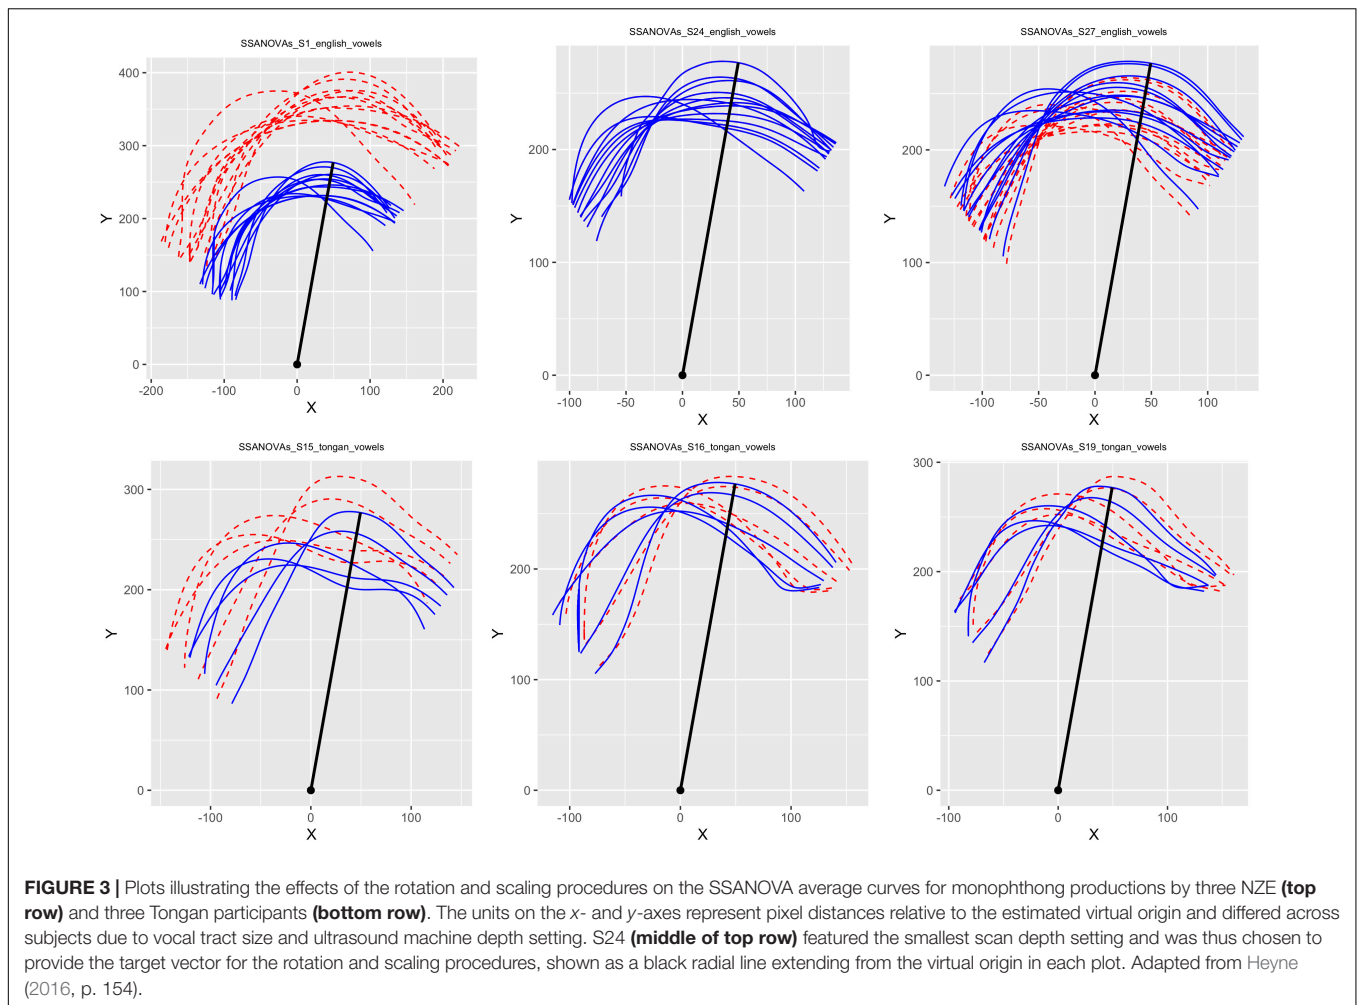 SSANOVAs_S1_english_vowels
SSANOVAs_S24_english_vowels
SSANOVAs_S27_english_vowels
400
300
200
100
0
Y
-200
-100
0
100
200
X
200
100
0
Y
-100
-50
0
50
100
X
200
100
0
Y
-100
-50
0
50
100
X
SSANOVAs_S15_tongan_vowels
SSANOVAs_S16_tongan_vowels
SSANOVAs_S19_tongan_vowels
300
200
100
0
Y
-100
0
100
X
200
100
0
Y
-100
0
100
X
300
200
100
0
Y
-100
0
100
X
FIGURE 3 | Plots illustrating the effects of the rotation and scaling procedures on the SSANOVA average curves for monophthong productions by three NZE (top
row) and three Tongan participants (bottom row). The units on the x- and y-axes represent pixel distances relative to the estimated virtual origin and differed across
subjects due to vocal tract size and ultrasound machine depth setting. S24 (middle of top row) featured the smallest scan depth setting and was thus chosen to
provide the target vector for the rotation and scaling procedures, shown as a black radial line extending from the virtual origin in each plot. Adapted from Heyne
(2016, p. 154).